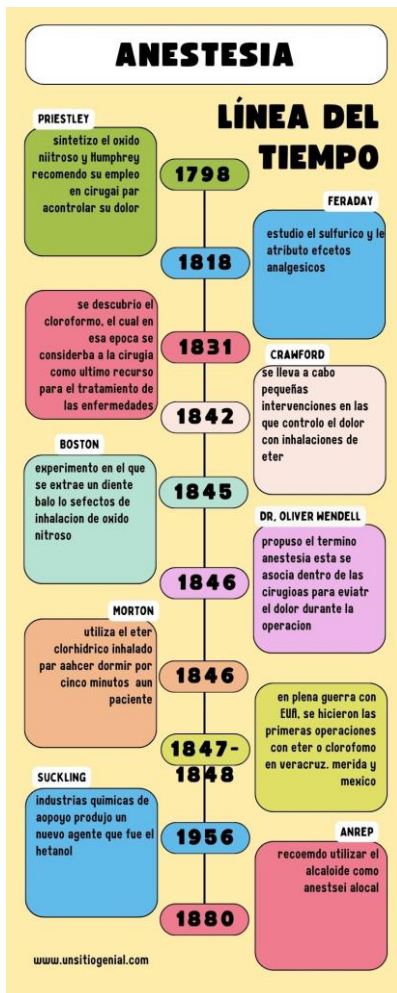 ANESTESIA
LÍNEA DEL
TIEMPO
PRIESTLEY
sintetizo el oxido
niitroso y Humphrey
recomendo su empleo
en cirugai par
acontrolar su dolor
1798
FERADAY
estudio el sulfurico y le
atributo efcetos
analgesicos
1818
se descubrio el
cloroformo, el cual en
esa epoca se
considerba a la cirugia
como ultimo recurso
para el tratamiento de
las enfermedades
1831
CRAWFORD
se lleva a cabo
pequeñas
intervenciones en las
que controlo el dolor
con inhalaciones de
eter
1842
BOSTON
experimento en el que
se extrae un diente
balo lo sefectos de
inhalacion de oxido
nitroso
1845
DR, OLIVER WENDELL
propuso el termino
anestesia esta se
asocia dentro de las
cirugioas para eviatr
el dolor durante la
operacion
1846
MORTON
utiliza el eter
clorhidrico inhalado
par aahcer dormir por
cinco minutos aun
paciente
1846
en plena guerra con
EUA, se hicieron las
primeras operaciones
con eter o clorofomo
en veracruz. merida y
mexico
1847-
1848
SUCKLING
industrias quimicas de
aopoyo produjo un
nuevo agente que fue el
hetanol
1956
ANREP
recoemdo utilizar el
alcaloide como
anestsei alocal
1880
www.unsitiogenial.com